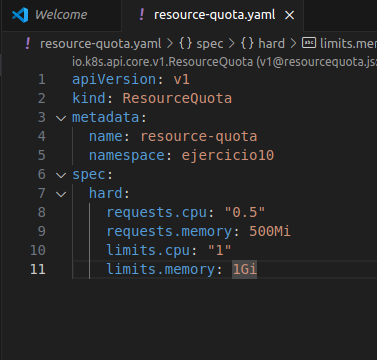 Welcome
! resource-quota.yaml ×
! resource-quota.yaml > {} spec > {} hard > abc limits.me
io.k8s.api.core.v1.ResourceQuota (v1@resourcequota.js
1 apiVersion: v1
2 kind: ResourceQuota
3 metadata:
4 name: resource-quota
5 namespace: ejercicio10
6 spec:
7 hard:
8 requests.cpu: "0.5"
9 requests.memory: 500Mi
10 limits.cpu: "1"
11 limits.memory: 1Gi